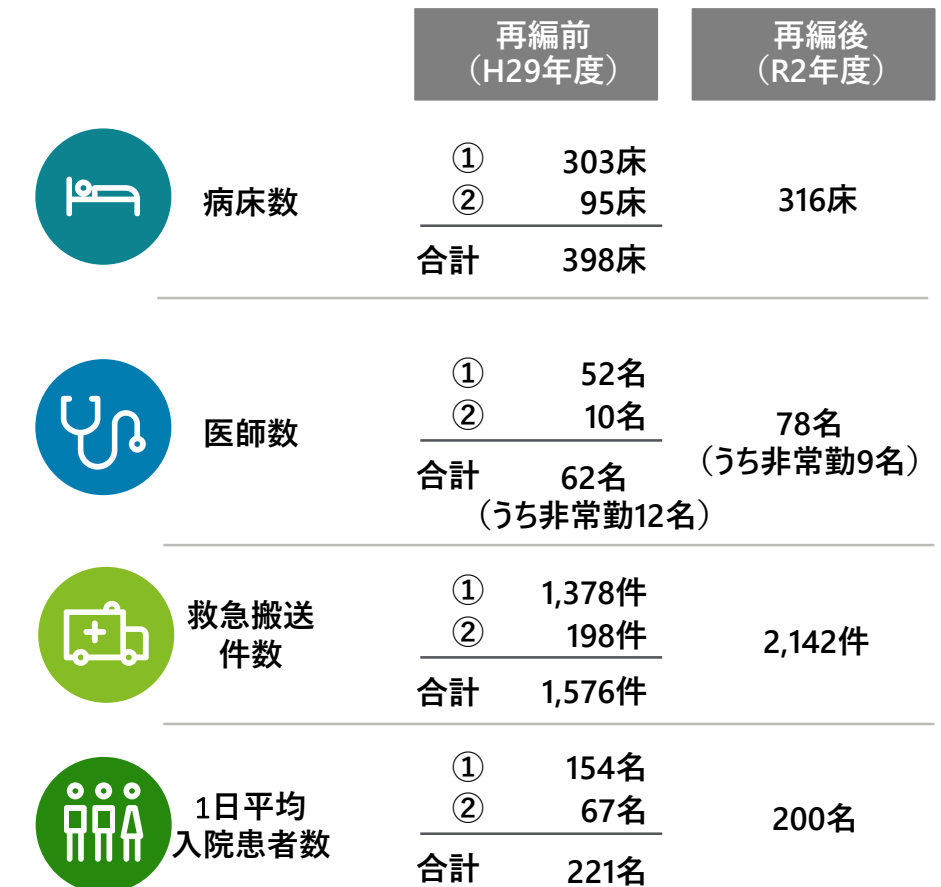 再編前
（H29年度）
再編後
（R2年度）
病床数
① 303床
② 95床
合計 398床
316床
医師数
① 52名
② 10名
合計 62名
（うち非常勤12名）
78名
（うち非常勤9名）
救急搬送
件数
① 1,378件
② 198件
合計 1,576件
2,142件
1日平均
入院患者数
① 154名
② 67名
合計 221名
200名